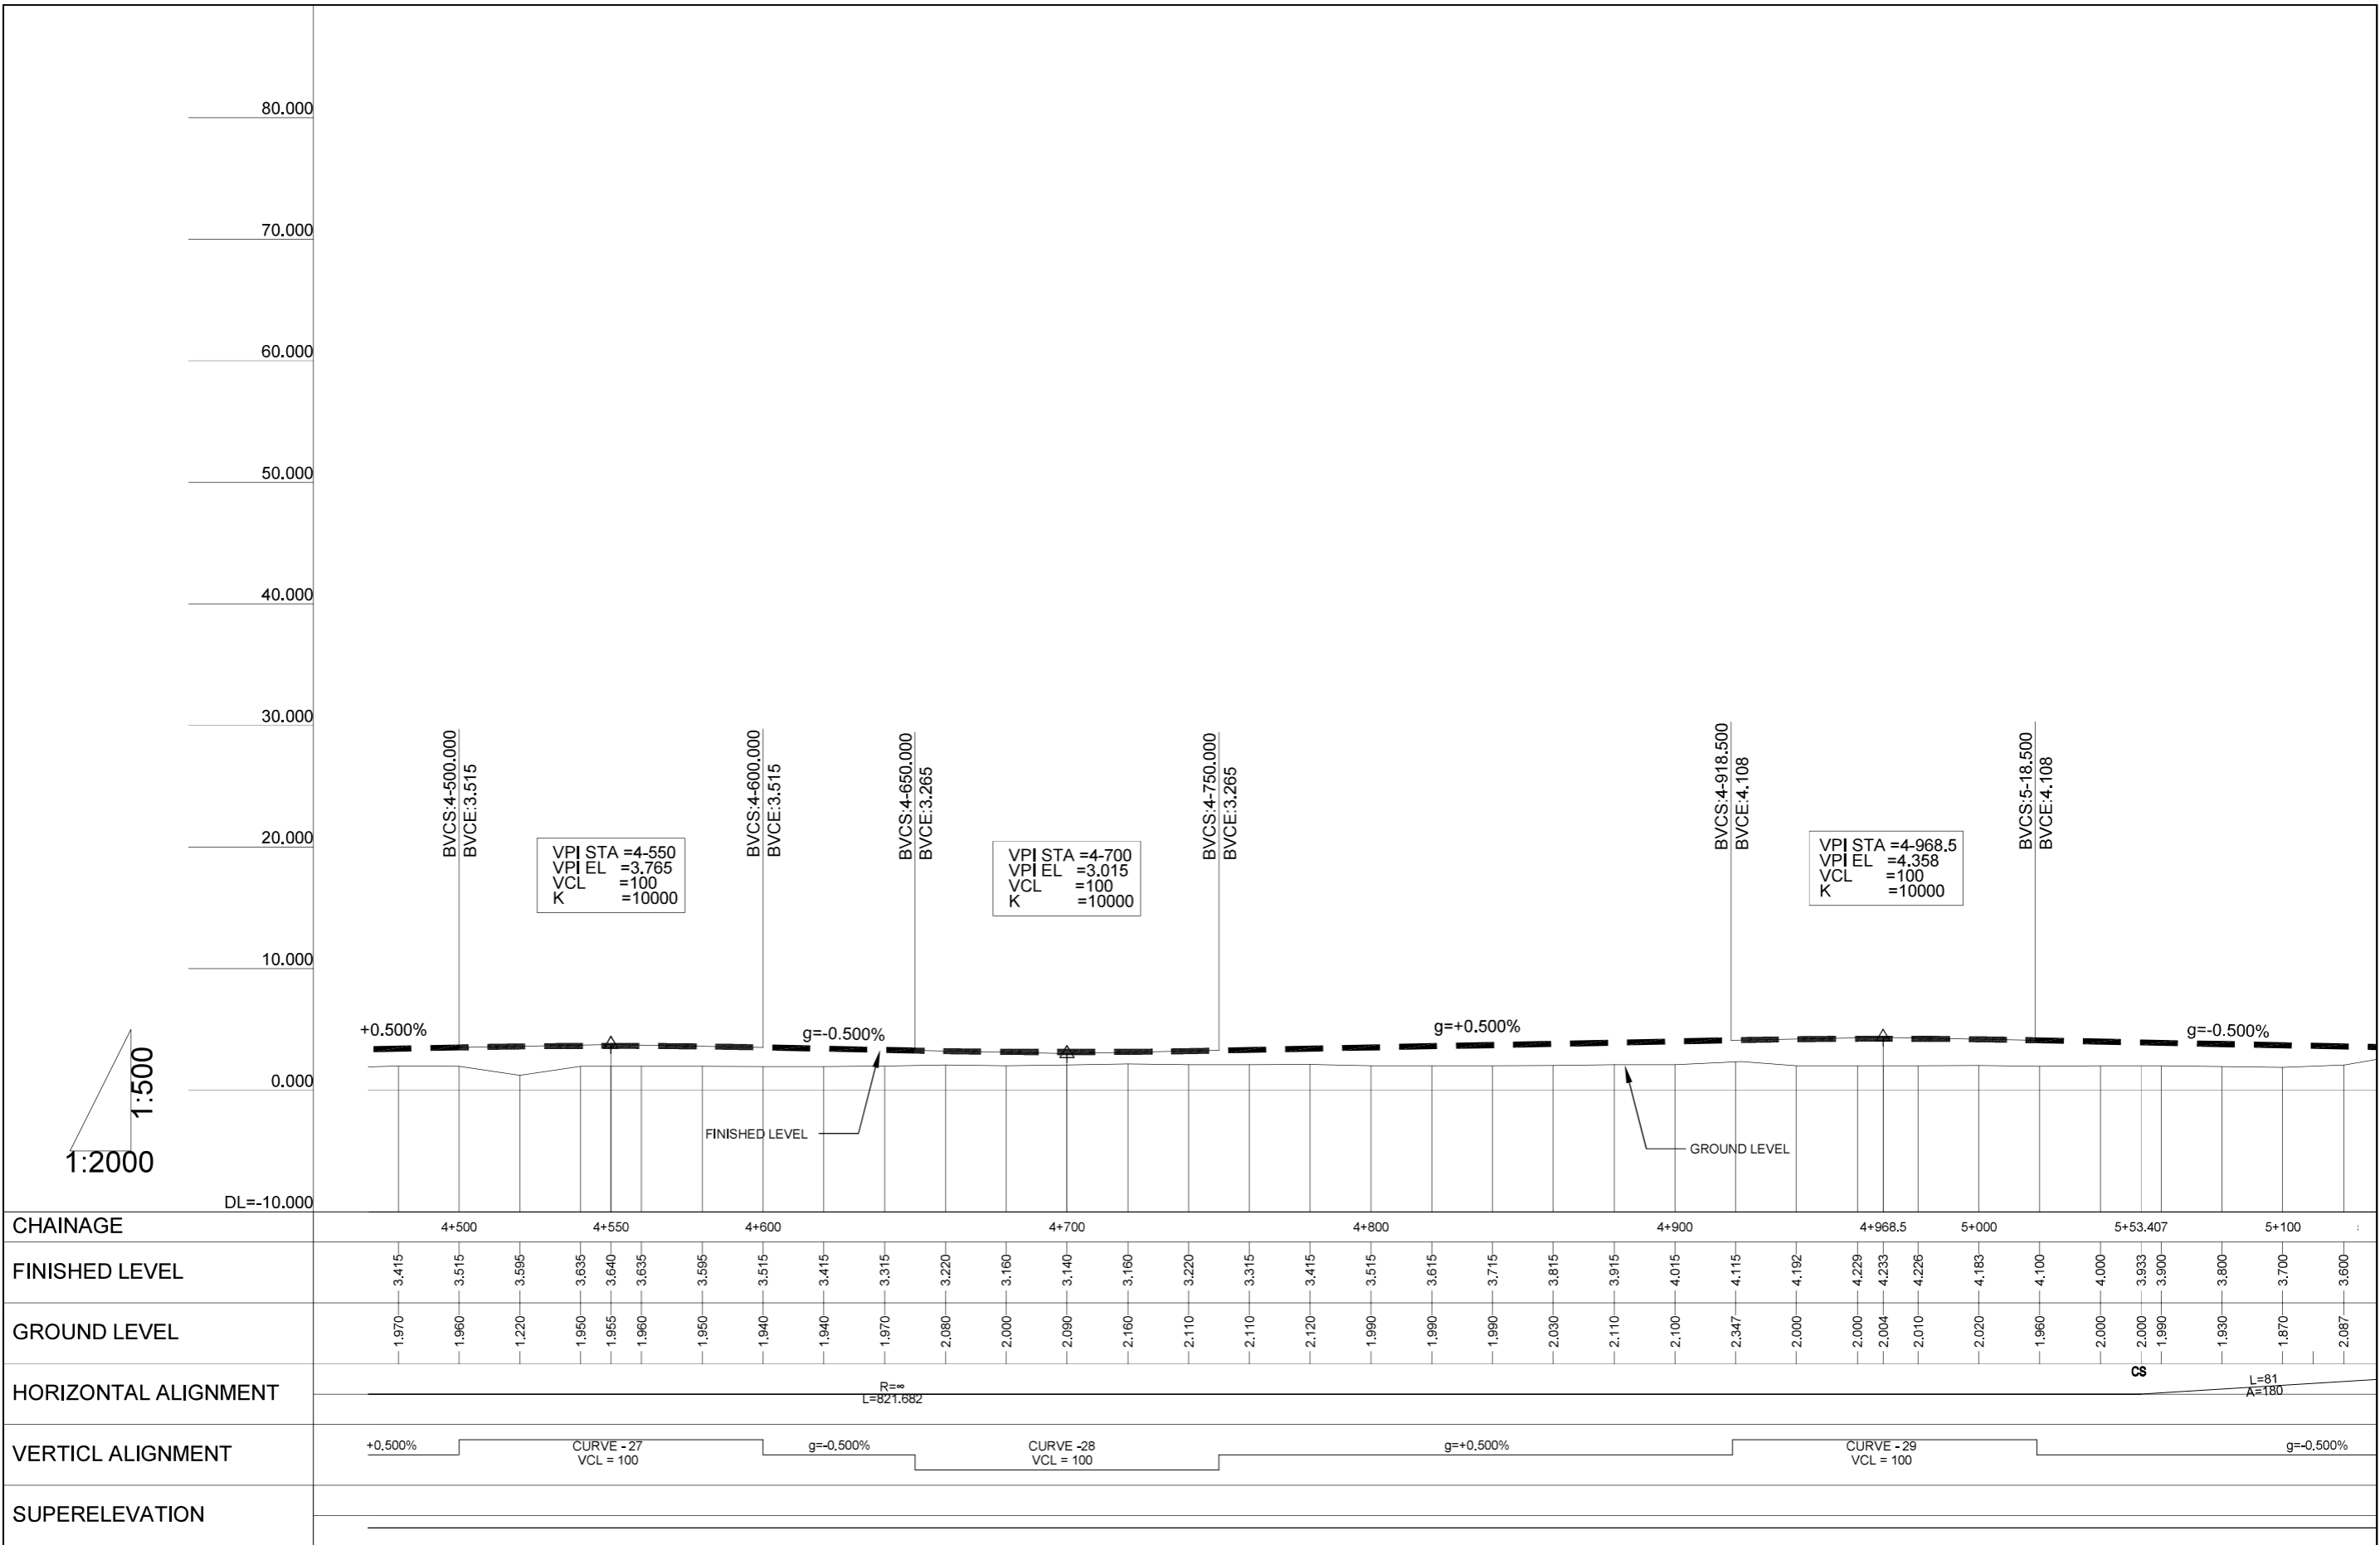 80.000
70.000
60.000
50.000
40.000
30.000
20.000
10.000
0.000
DL=-10.000
1:500
1:2000
BVCS:4-500.000
BVCE:3.515
VPI STA =4-550
VPI EL =3.765
VCL =100
K =10000
BVCS:4-600.000
BVCE:3.515
BVCS:4-650.000
BVCE:3.265
VPI STA =4-700
VPI EL =3.015
VCL =100
K =10000
BVCS:4-750.000
BVCE:3.265
BVCS:4-918.500
BVCE:4.108
VPI STA =4-968.5
VPI EL =4.358
VCL =100
K =10000
BVCS:5-18.500
BVCE:4.108
+0.500% g=-0.500% g=+0.500% g=-0.500%
FINISHED LEVEL
GROUND LEVEL
CHAINAGE 4+500 4+550 4+600 4+700 4+800 4+900 4+968.5 5+000 5+53.407 5+100
FINISHED LEVEL 3.415 3.515 3.595 3.635 3.640 3.635 3.595 3.515 3.415 3.315 3.220 3.160 3.140 3.160 3.220 3.315 3.415 3.515 3.615 3.715 3.815 3.915 4.015 4.115 4.192 4.229 4.233 4.226 4.183 4.100 4.000 3.933 3.900 3.800 3.700 3.600
GROUND LEVEL 1.970 1.960 1.220 1.950 1.955 1.960 1.950 1.940 1.940 1.970 2.080 2.000 2.090 2.160 2.110 2.110 2.120 1.990 1.990 1.990 2.030 2.110 2.100 2.347 2.000 2.000 2.004 2.010 2.020 1.960 2.000 2.000 1.990 1.930 1.870 2.087
CS
HORIZONTAL ALIGNMENT
R=∞
L=821.682
L=81
A=180
VERTICL ALIGNMENT
+0.500%
CURVE - 27
VCL = 100
g=-0.500%
CURVE -28
VCL = 100
g=+0.500%
CURVE - 29
VCL = 100
g=-0.500%
SUPERELEVATION